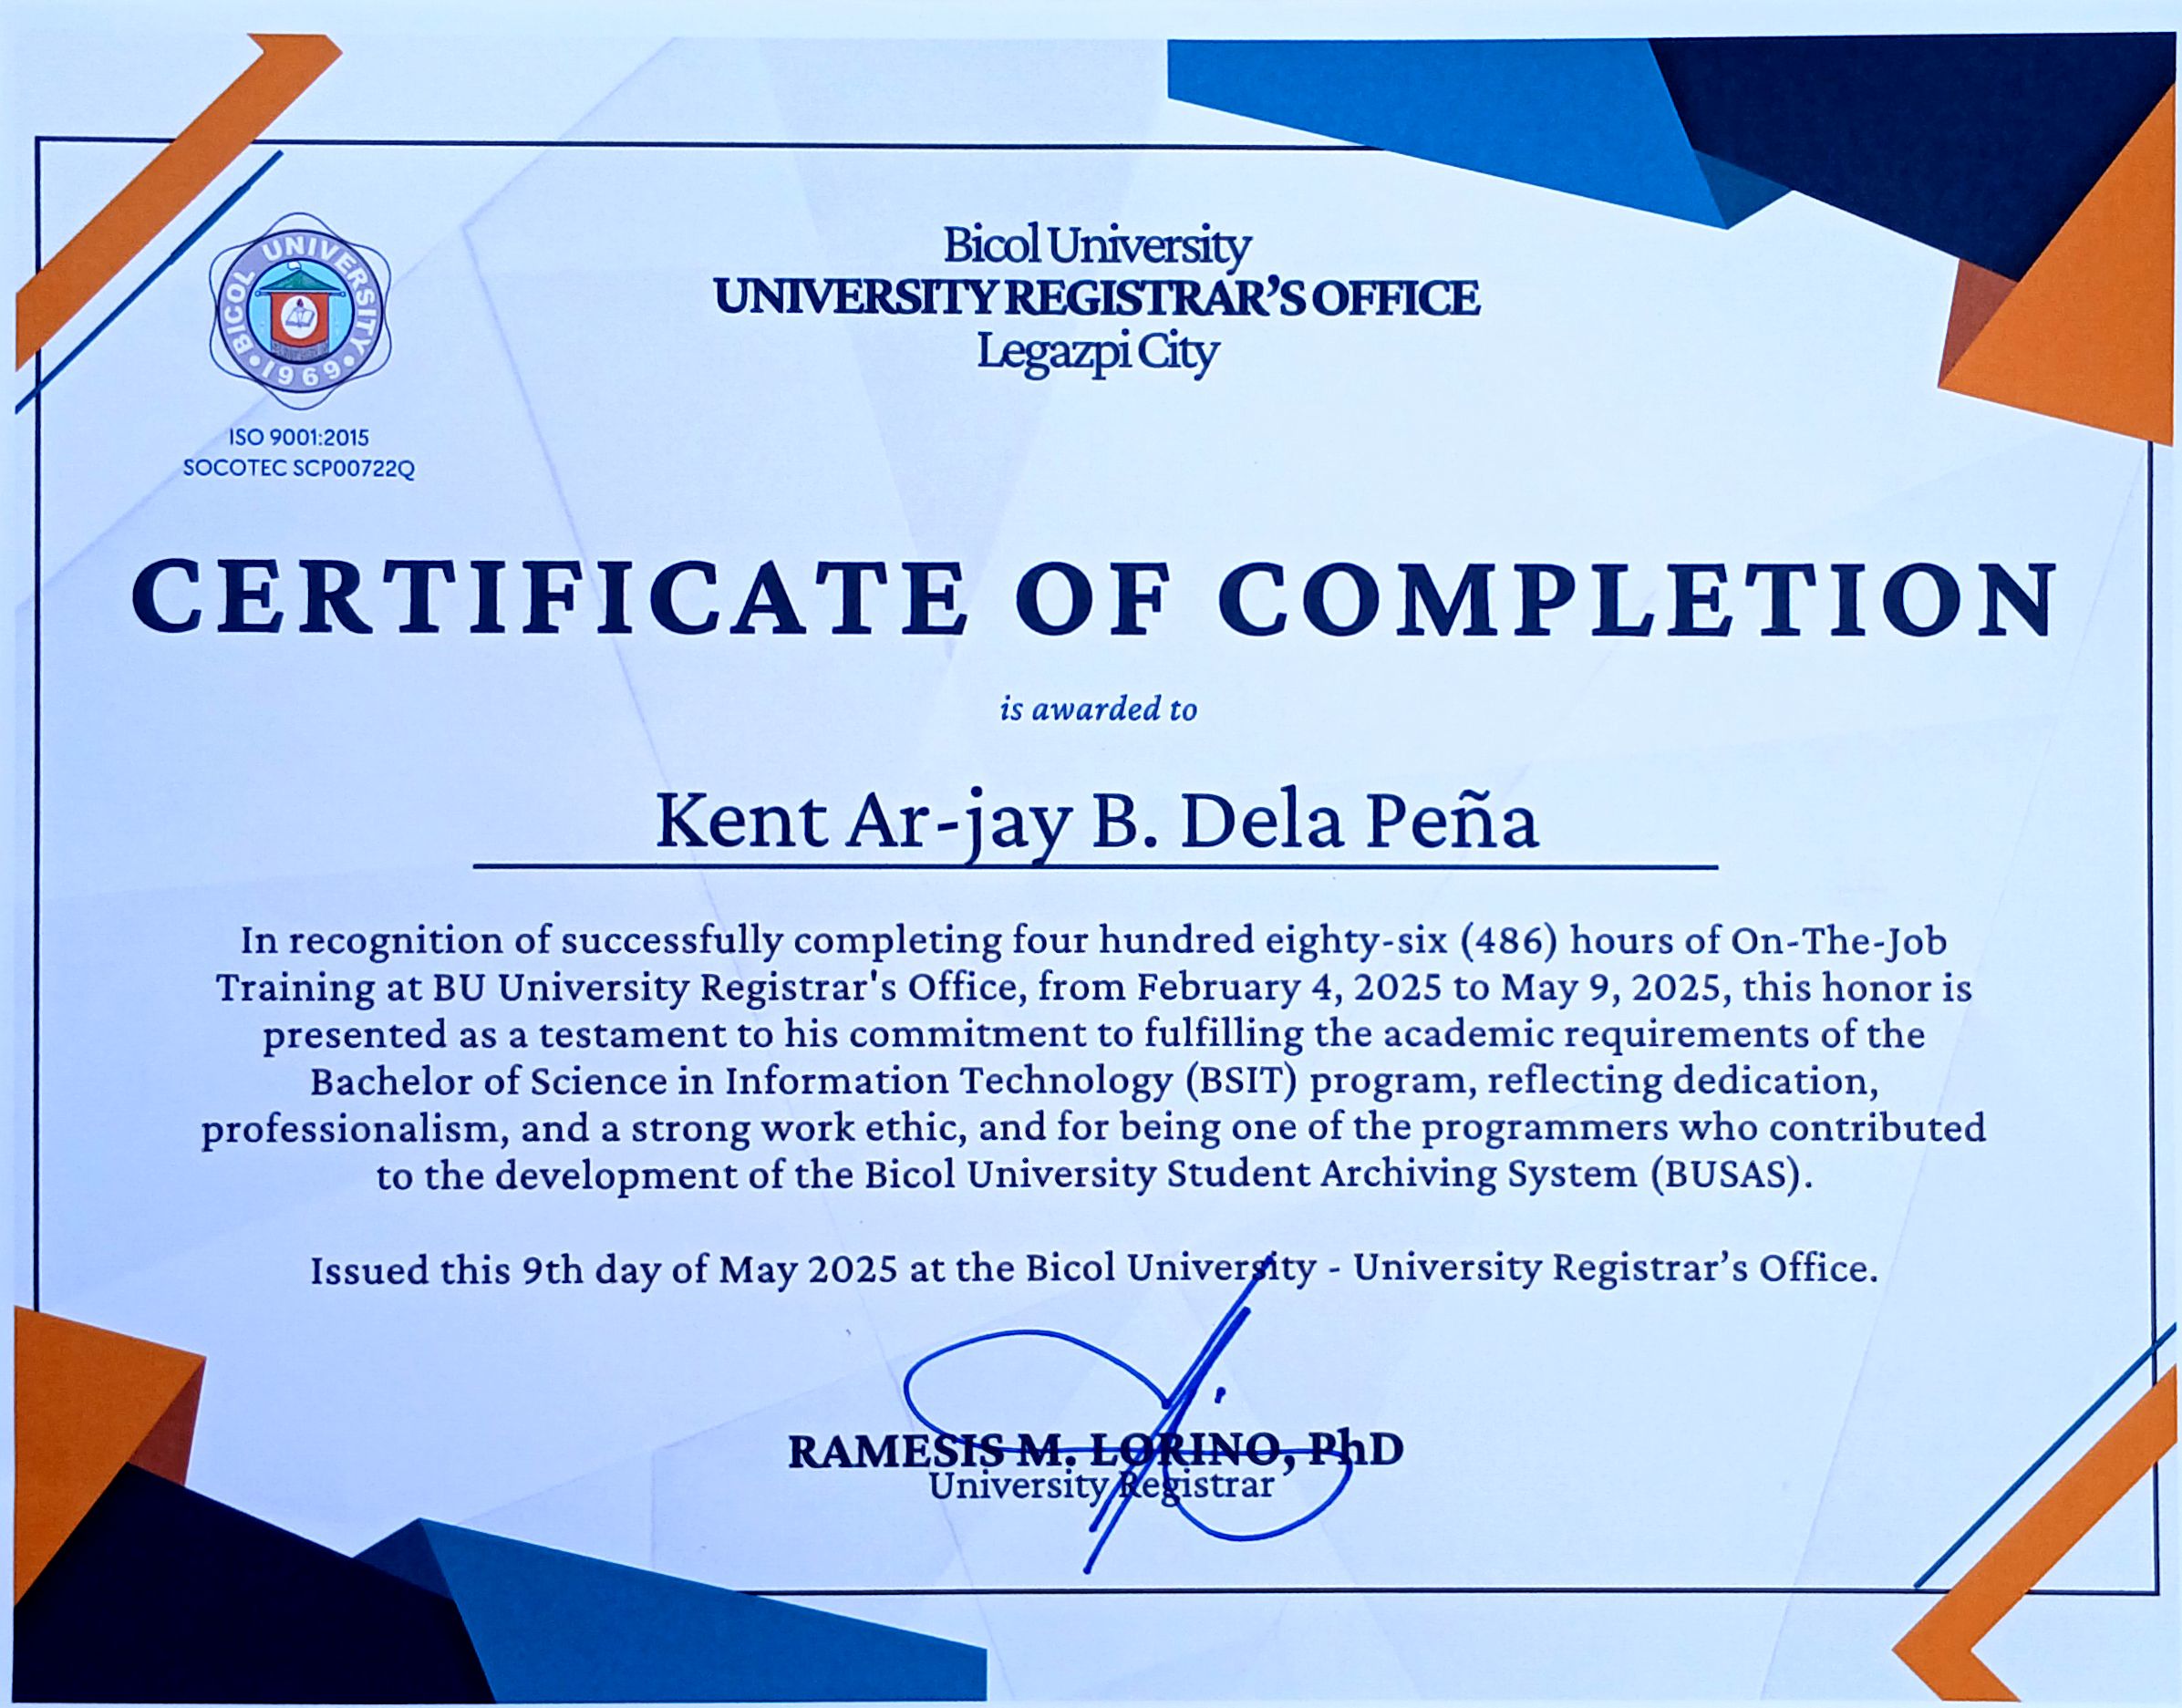 BICOL UNIVERSITY
1969
ISO 9001:2015
SOCOTEC SCP00722Q
Bicol University
UNIVERSITY REGISTRAR’S OFFICE
Legazpi City
CERTIFICATE OF COMPLETION
is awarded to
Kent Ar-jay B. Dela Peña
In recognition of successfully completing four hundred eighty-six (486) hours of On-The-Job
Training at BU University Registrar's Office, from February 4, 2025 to May 9, 2025, this honor is
presented as a testament to his commitment to fulfilling the academic requirements of the
Bachelor of Science in Information Technology (BSIT) program, reflecting dedication,
professionalism, and a strong work ethic, and for being one of the programmers who contributed
to the development of the Bicol University Student Archiving System (BUSAS).
Issued this 9th day of May 2025 at the Bicol University - University Registrar’s Office.
RAMESIS M. LORINO, PhD
University Registrar